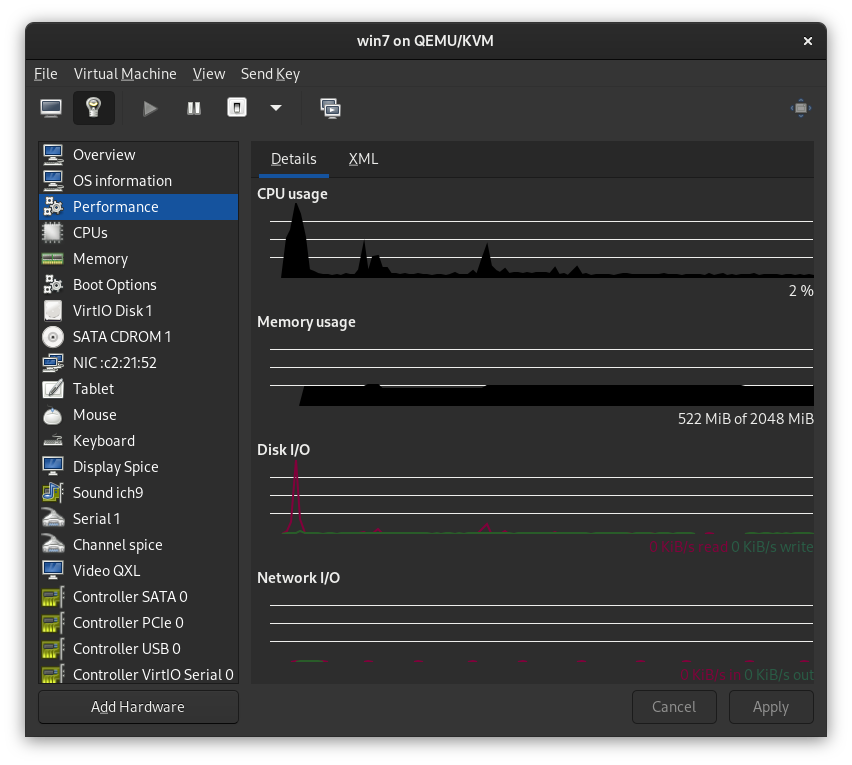 win7 on QEMU/KVM
File Virtual Machine View Send Key
Overview
OS information
Performance
CPUs
Memory
Boot Options
VirtIO Disk 1
SATA CDROM 1
NIC :c2:21:52
Tablet
Mouse
Keyboard
Display Spice
Sound ich9
Serial 1
Channel spice
Video QXL
Controller SATA 0
Controller PCIe 0
Controller USB 0
Controller VirtIO Serial 0
Add Hardware
Details XML
CPU usage
2 %
Memory usage
522 MiB of 2048 MiB
Disk I/O
0 KiB/s read 0 KiB/s write
Network I/O
KiB/s in 0 KiB/s out
Cancel Apply